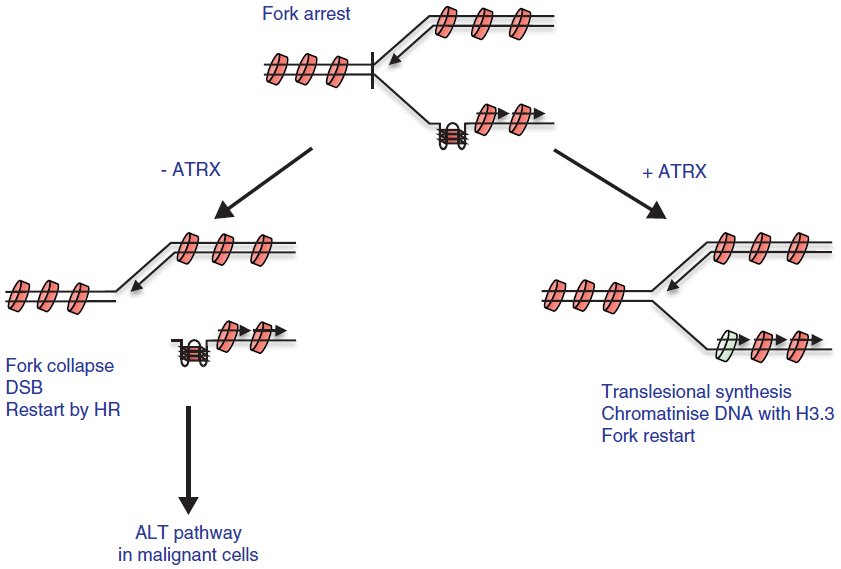 Fork arrest
- ATRX
+ ATRX
Fork collapse
DSB
Restart by HR
Translesional synthesis
Chromatinise DNA with H3.3
Fork restart
ALT pathway
in malignant cells